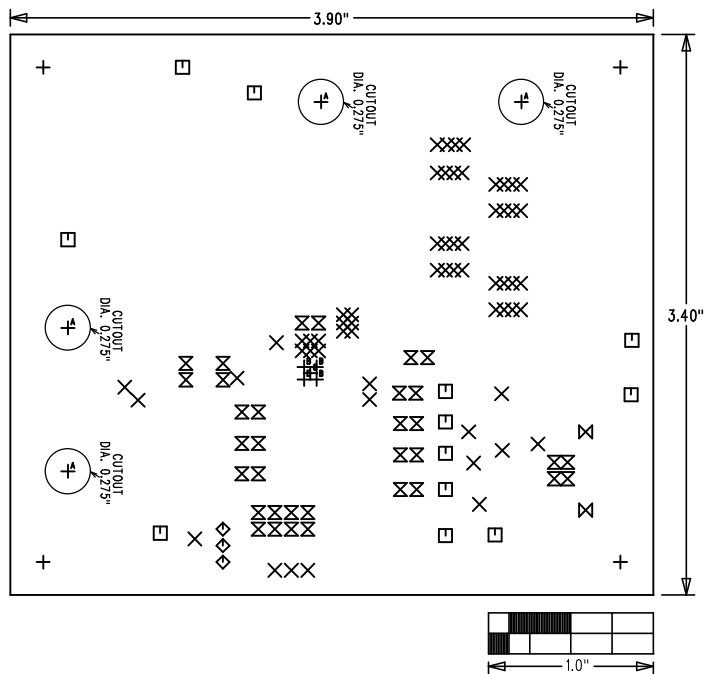 3.90"
A
CUTOUT
DIA. 0.275"
A
CUTOUT
DIA. 0.275"
3.40"
A
CUTOUT
DIA. 0.275"
A
CUTOUT
DIA. 0.275"
1.0"